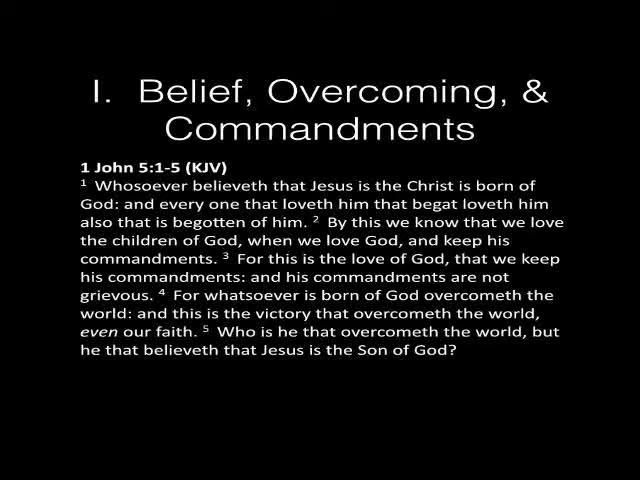 I.  Belief, Overcoming, &
Commandments
1 John 5:1-5 (KJV)
1 Whosoever believeth that Jesus is the Christ is born of
God: and every one that loveth him that begat loveth him
also that is begotten of him. 2 By this we know that we love
the children of God, when we love God, and keep his
commandments. 3 For this is the love of God, that we keep
his commandments: and his commandments are not
grievous. 4 For whatsoever is born of God overcometh the
world: and this is the victory that overcometh the world,
even our faith. 5 Who is he that overcometh the world, but
he that believeth that Jesus is the Son of God?